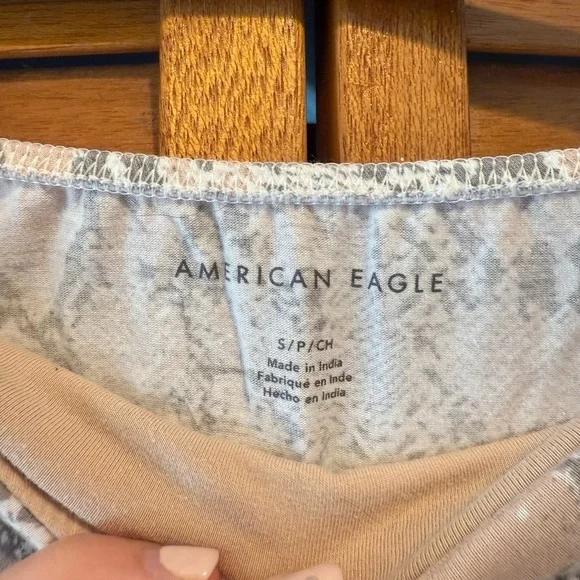 AMERICAN EAGLE
S/P/CH
Made in India
Fabriqué en Inde
Hecho en India